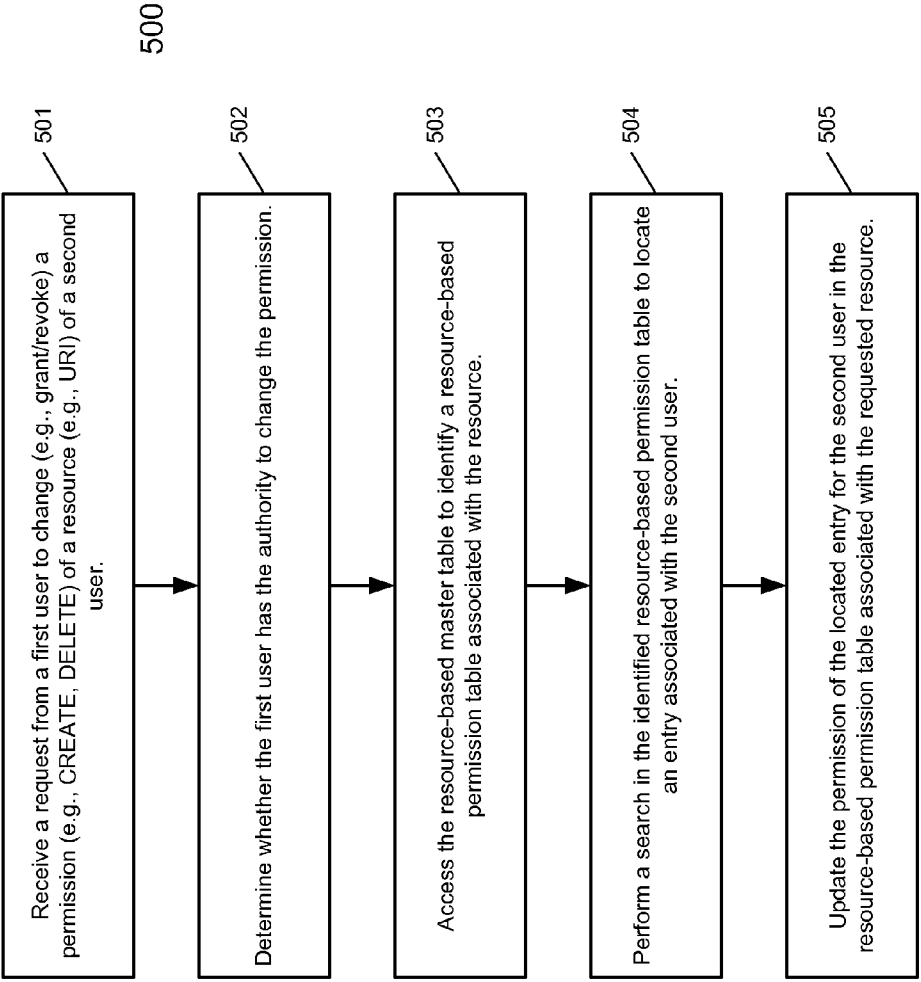 500
501
Receive a request from a first user to change (e.g., grant/revoke) a
permission (e.g., CREATE, DELETE) of a resource (e.g., URI) of a second
user.
502
Determine whether the first user has the authority to change the permission.
503
Access the resource-based master table to identify a resource-based
permission table associated with the resource.
504
Perform a search in the identified resource-based permission table to locate
an entry associated with the second user.
505
Update the permission of the located entry for the second user in the
resource-based permission table associated with the requested resource.